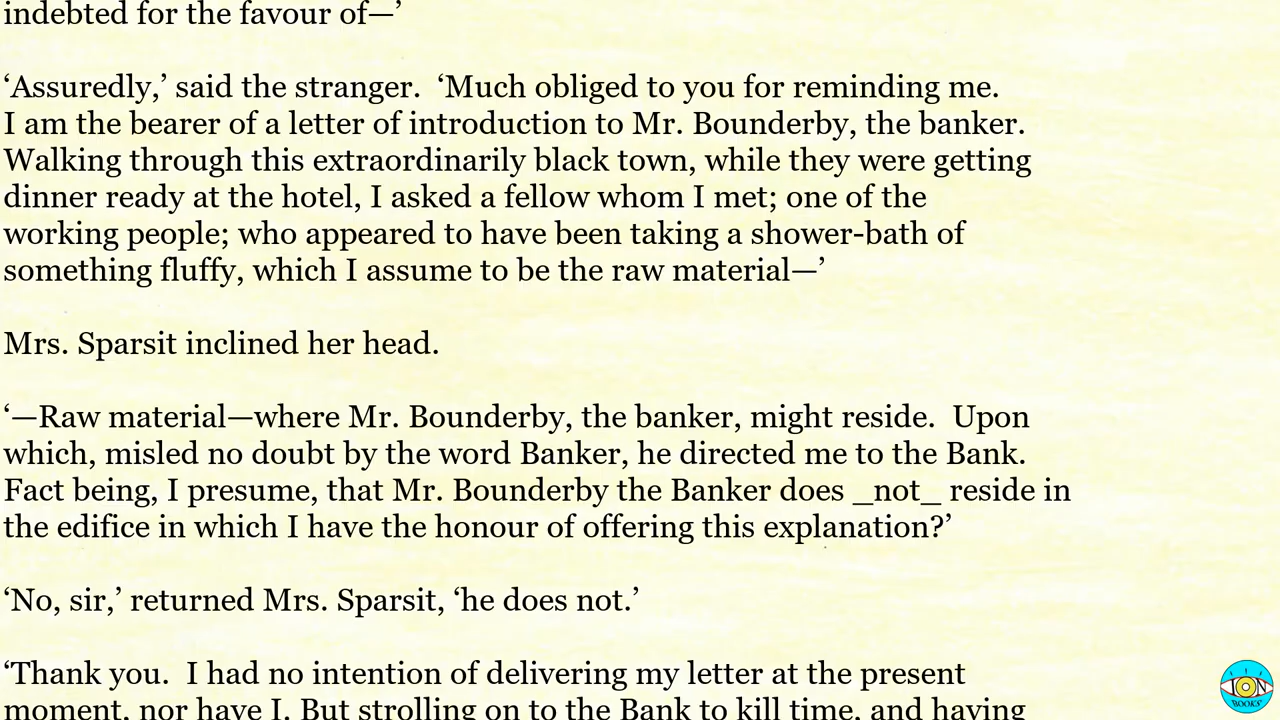 indebted for the favour of—’
‘Assuredly,’ said the stranger.  ‘Much obliged to you for reminding me.
I am the bearer of a letter of introduction to Mr. Bounderby, the banker.
Walking through this extraordinarily black town, while they were getting
dinner ready at the hotel, I asked a fellow whom I met; one of the
working people; who appeared to have been taking a shower-bath of
something fluffy, which I assume to be the raw material—’
Mrs. Sparsit inclined her head.
‘—Raw material—where Mr. Bounderby, the banker, might reside.  Upon
which, misled no doubt by the word Banker, he directed me to the Bank.
Fact being, I presume, that Mr. Bounderby the Banker does _not_ reside in
the edifice in which I have the honour of offering this explanation?’
‘No, sir,’ returned Mrs. Sparsit, ‘he does not.’
‘Thank you.  I had no intention of delivering my letter at the present
moment, nor have I. But strolling on to the Bank to kill time, and having
ION
BOOKS